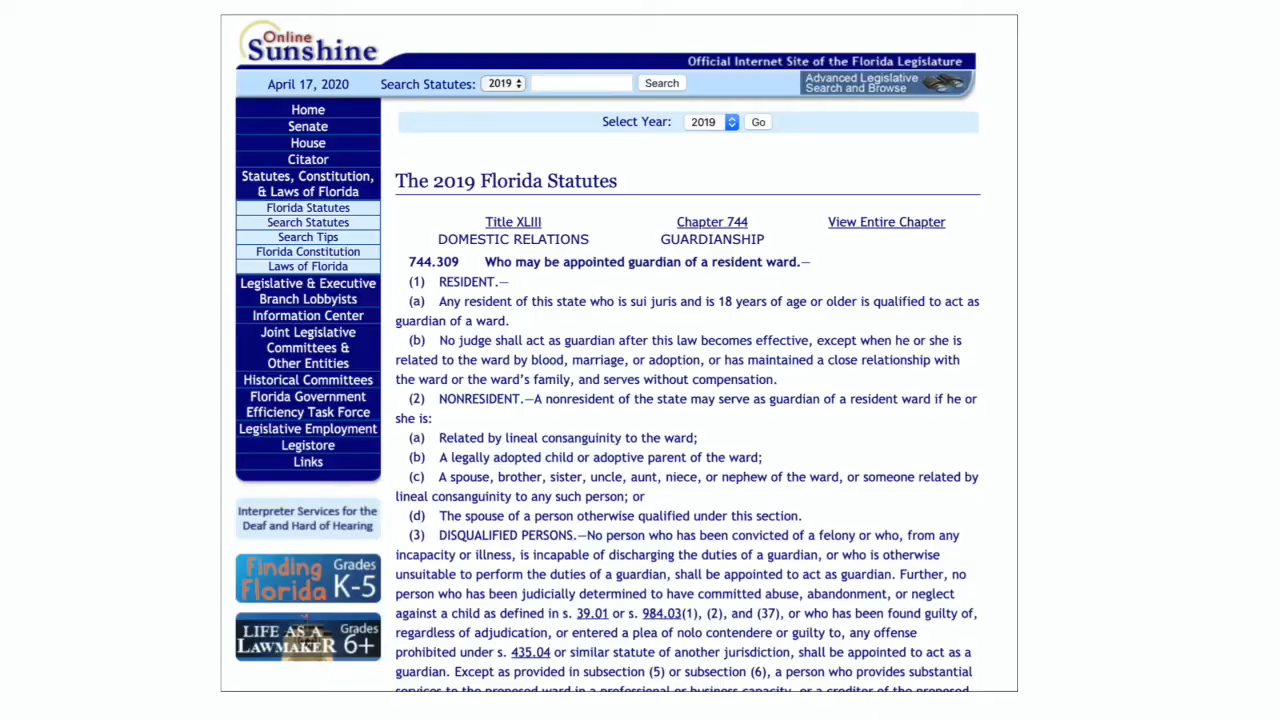 Online
Sunshine
Official Internet Site of the Florida Legislature
April 17, 2020
Search Statutes: 2019 Search
Advanced Legislative
Search and Browse
Home
Senate
House
Citator
Statutes, Constitution,
& Laws of Florida
Florida Statutes
Search Statutes
Search Tips
Florida Constitution
Laws of Florida
Legislative & Executive
Branch Lobbyists
Information Center
Joint Legislative
Committees &
Other Entities
Historical Committees
Florida Government
Efficiency Task Force
Legislative Employment
Legistore
Links
Interpreter Services for the
Deaf and Hard of Hearing
Finding
Florida
Grades
K-5
LIFE AS A
LAWMAKER
Grades
6+
Select Year: 2019 Go
The 2019 Florida Statutes
Title XLIII Chapter 744 View Entire Chapter
DOMESTIC RELATIONS GUARDIANSHIP
744.309 Who may be appointed guardian of a resident ward.—
(1) RESIDENT.—
(a) Any resident of this state who is sui juris and is 18 years of age or older is qualified to act as
guardian of a ward.
(b) No judge shall act as guardian after this law becomes effective, except when he or she is
related to the ward by blood, marriage, or adoption, or has maintained a close relationship with
the ward or the ward’s family, and serves without compensation.
(2) NONRESIDENT.—A nonresident of the state may serve as guardian of a resident ward if he or
she is:
(a) Related by lineal consanguinity to the ward;
(b) A legally adopted child or adoptive parent of the ward;
(c) A spouse, brother, sister, uncle, aunt, niece, or nephew of the ward, or someone related by
lineal consanguinity to any such person; or
(d) The spouse of a person otherwise qualified under this section.
(3) DISQUALIFIED PERSONS.—No person who has been convicted of a felony or who, from any
incapacity or illness, is incapable of discharging the duties of a guardian, or who is otherwise
unsuitable to perform the duties of a guardian, shall be appointed to act as guardian. Further, no
person who has been judicially determined to have committed abuse, abandonment, or neglect
against a child as defined in s. 39.01 or s. 984.03(1), (2), and (37), or who has been found guilty of,
regardless of adjudication, or entered a plea of nolo contendere or guilty to, any offense
prohibited under s. 435.04 or similar statute of another jurisdiction, shall be appointed to act as a
guardian. Except as provided in subsection (5) or subsection (6), a person who provides substantial
services to the proposed ward in a professional or business capacity, or a creditor of the proposed